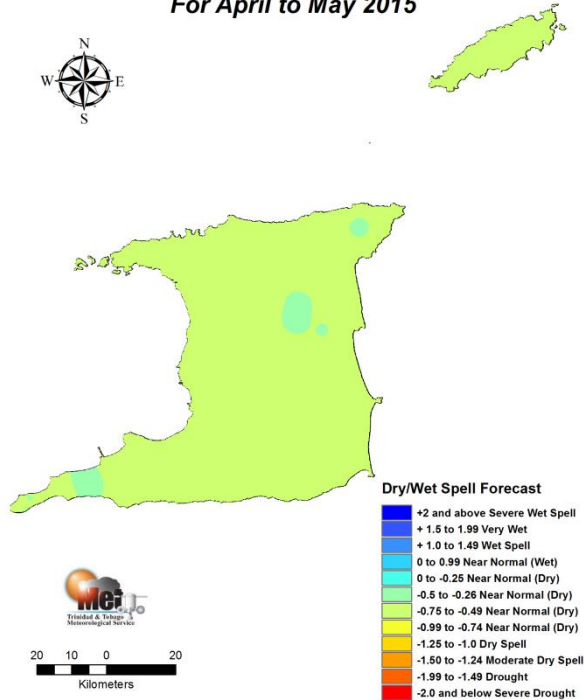 For April to May 2015
N
W E
S
Dry/Wet Spell Forecast
+2 and above Severe Wet Spell
+ 1.5 to 1.99 Very Wet
+ 1.0 to 1.49 Wet Spell
0 to 0.99 Near Normal (Wet)
0 to -0.25 Near Normal (Dry)
-0.5 to -0.26 Near Normal (Dry)
-0.75 to -0.49 Near Normal (Dry)
-0.99 to -0.74 Near Normal (Dry)
-1.25 to -1.0 Dry Spell
-1.50 to -1.24 Moderate Dry Spell
-1.99 to -1.49 Drought
-2.0 and below Severe Drought
Met
Trinidad & Tobago
Meteorological Service
20 10 0 20
Kilometers